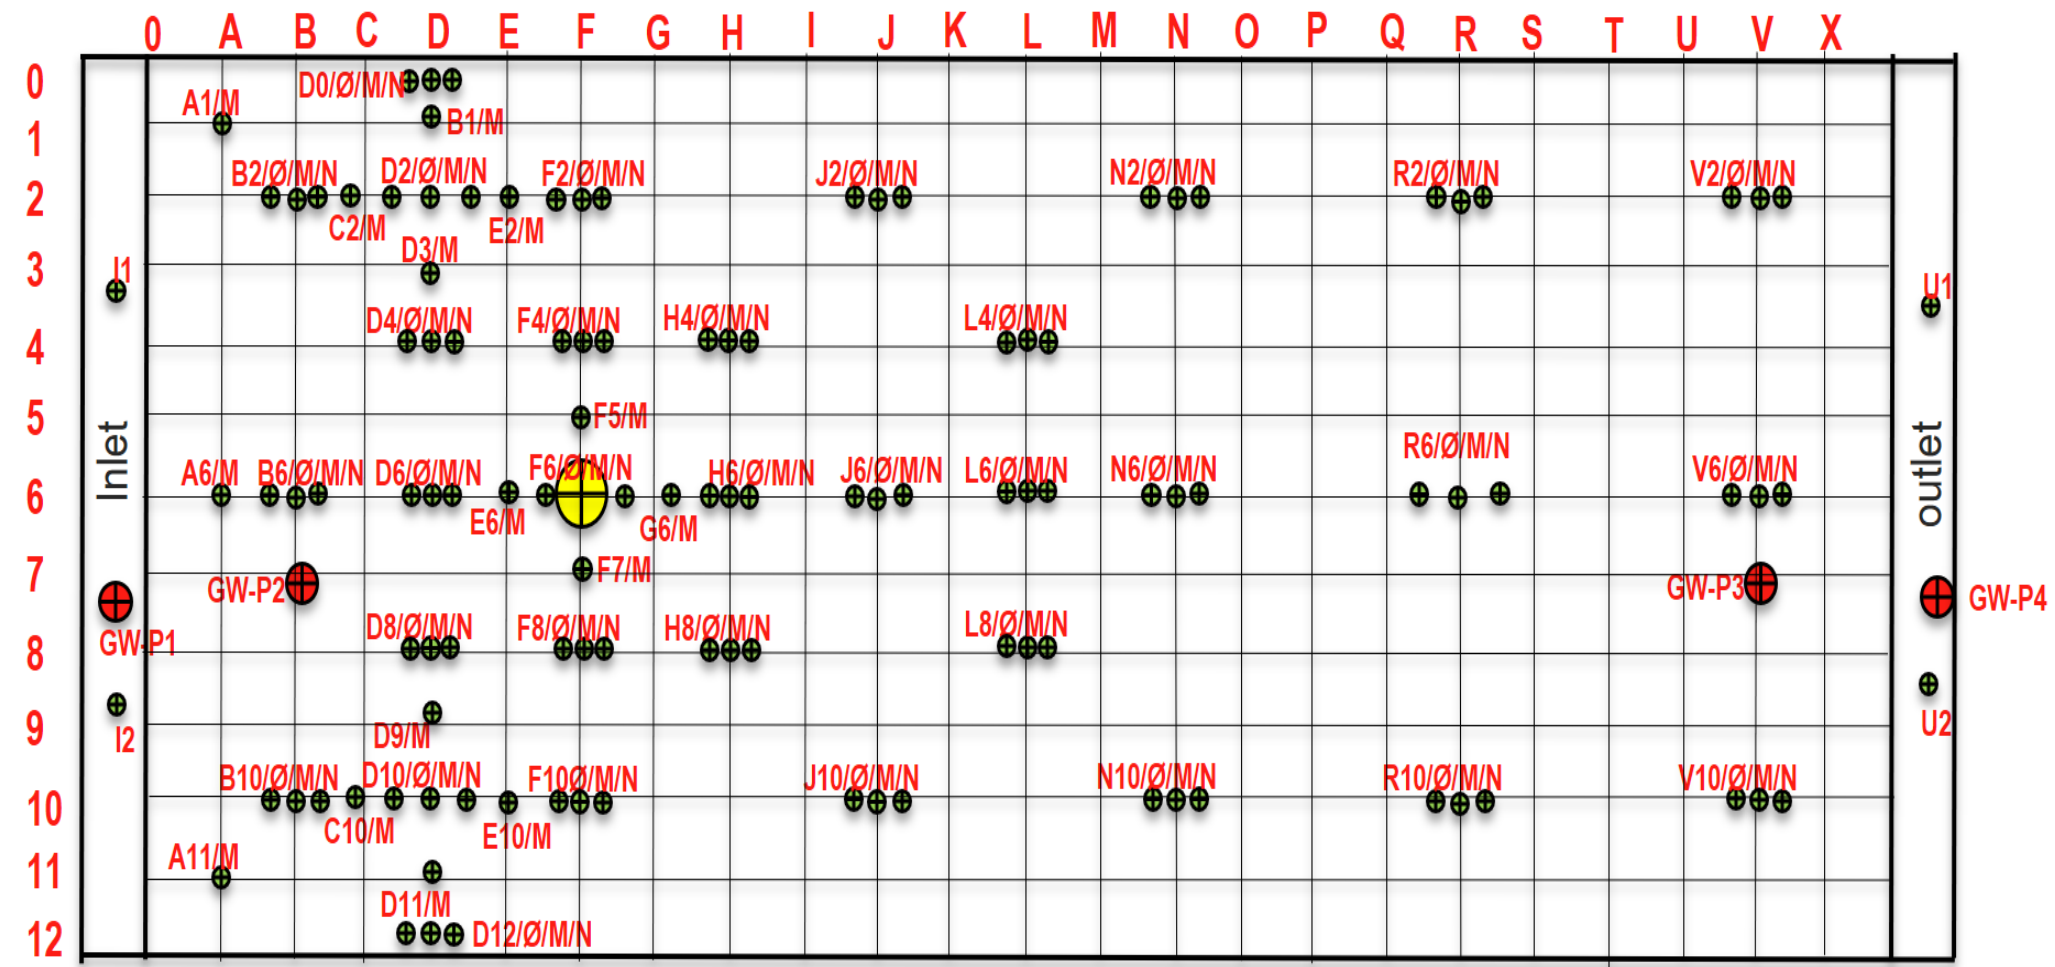 0 A B C D E F G H I J K L M N O P Q R S T U V X
0 D0/Ø/M/N
A1/M
1 B1/M
B2/Ø/M/N D2/Ø/M/N F2/Ø/M/N J2/Ø/M/N N2/Ø/M/N R2/Ø/M/N V2/Ø/M/N
2
C2/M E2/M
D3/M
3 I1 U1
D4/Ø/M/N F4/Ø/M/N H4/Ø/M/N L4/Ø/M/N
4
5 F5/M
Inlet
outlet
R6/Ø/M/N
A6/M B6/Ø/M/N D6/Ø/M/N F6/Ø/M/N H6/Ø/M/N J6/Ø/M/N L6/Ø/M/N N6/Ø/M/N V6/Ø/M/N
6
E6/M G6/M
7 F7/M
GW-P2 GW-P3 GW-P4
GW-P1
D8/Ø/M/N F8/Ø/M/N H8/Ø/M/N L8/Ø/M/N
8
9 D9/M
I2 U2
B10/Ø/M/N D10/Ø/M/N F10Ø/M/N J10/Ø/M/N N10/Ø/M/N R10/Ø/M/N V10/Ø/M/N
10
C10/M E10/M
A11/M
11
D11/M
12 D12/Ø/M/N